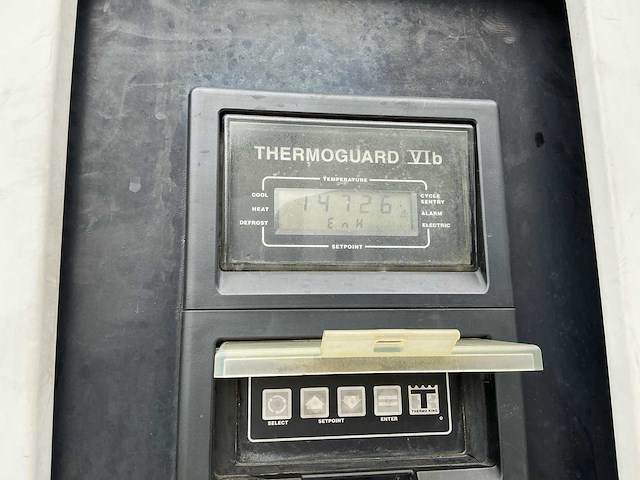 THERMOGUARD VIb
TEMPERATURE
COOL
HEAT
DEFROST
14726
EnH
CYCLE
SENTRY
ALARM
ELECTRIC
SETPOINT
SELECT
SETPOINT
ENTER
THERMO KING